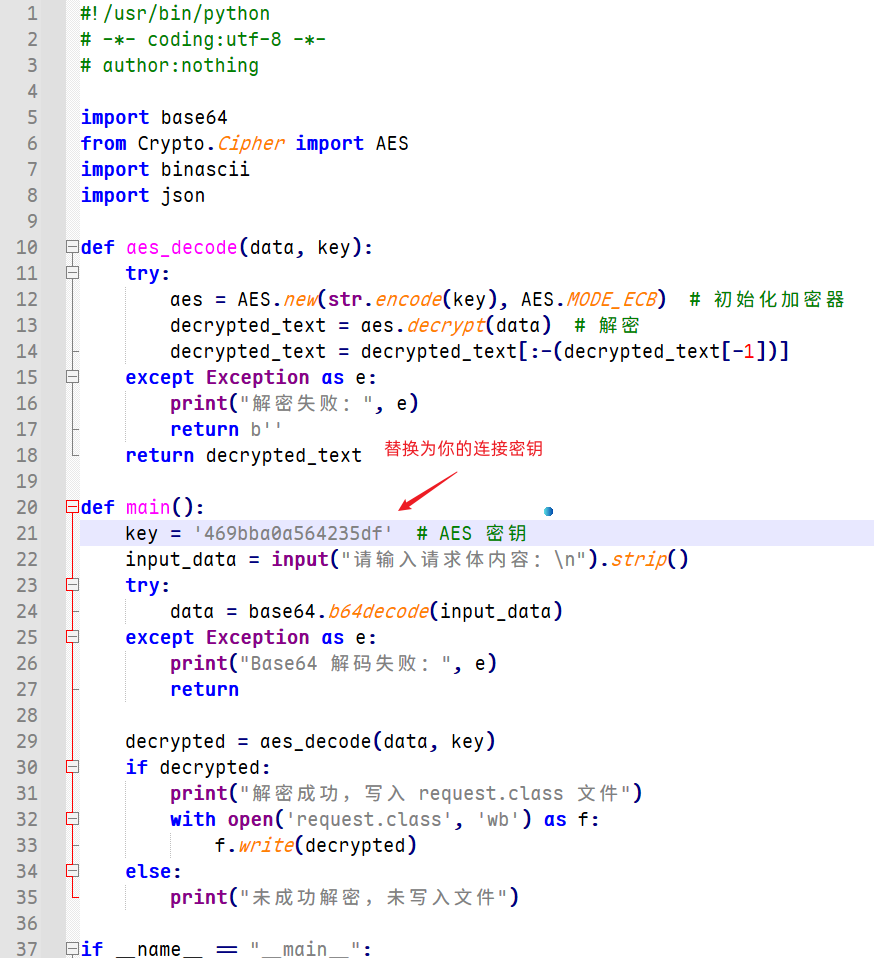 1 #!/usr/bin/python
2 # -*- coding:utf-8 -*-
3 # author:nothing
4
5 import base64
6 from Crypto.Cipher import AES
7 import binascii
8 import json
9
10 def aes_decode(data, key):
11     try:
12         aes = AES.new(str.encode(key), AES.MODE_ECB)  # 初始化加密器
13         decrypted_text = aes.decrypt(data)  # 解密
14         decrypted_text = decrypted_text[:-(decrypted_text[-1])]
15     except Exception as e:
16         print("解密失败：", e)
17         return b''
18     return decrypted_text
替换为你的连接密钥
19
20 def main():
21     key = '469bba0a564235df'  # AES 密钥
22     input_data = input("请输入请求体内容：\n").strip()
23     try:
24         data = base64.b64decode(input_data)
25     except Exception as e:
26         print("Base64 解码失败：", e)
27         return
28
29     decrypted = aes_decode(data, key)
30     if decrypted:
31         print("解密成功，写入 request.class 文件")
32         with open('request.class', 'wb') as f:
33             f.write(decrypted)
34     else:
35         print("未成功解密，未写入文件")
36
37 if __name__ == "__main__":